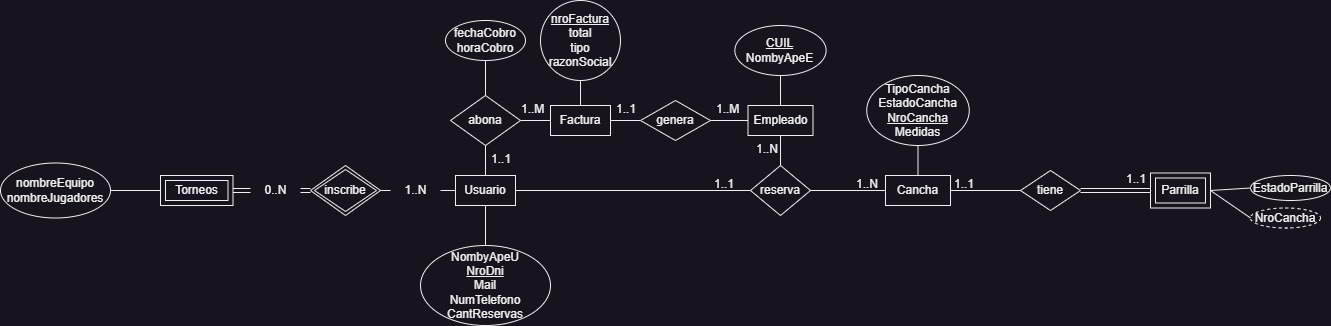 fechaCobro
horaCobro
nroFactura
total
tipo
razonSocial
CUIL
NombyApeE
TipoCancha
EstadoCancha
NroCancha
Medidas
abona
1..M
Factura
1..1
genera
1..M
Empleado
1..1
1..N
nombreEquipo
nombreJugadores
Torneos
0..N
inscribe
1..N
Usuario
1..1
reserva
1..N
Cancha
1..1
tiene
1..1
Parrilla
EstadoParrilla
NroCancha
NombyApeU
NroDni
Mail
NumTelefono
CantReservas